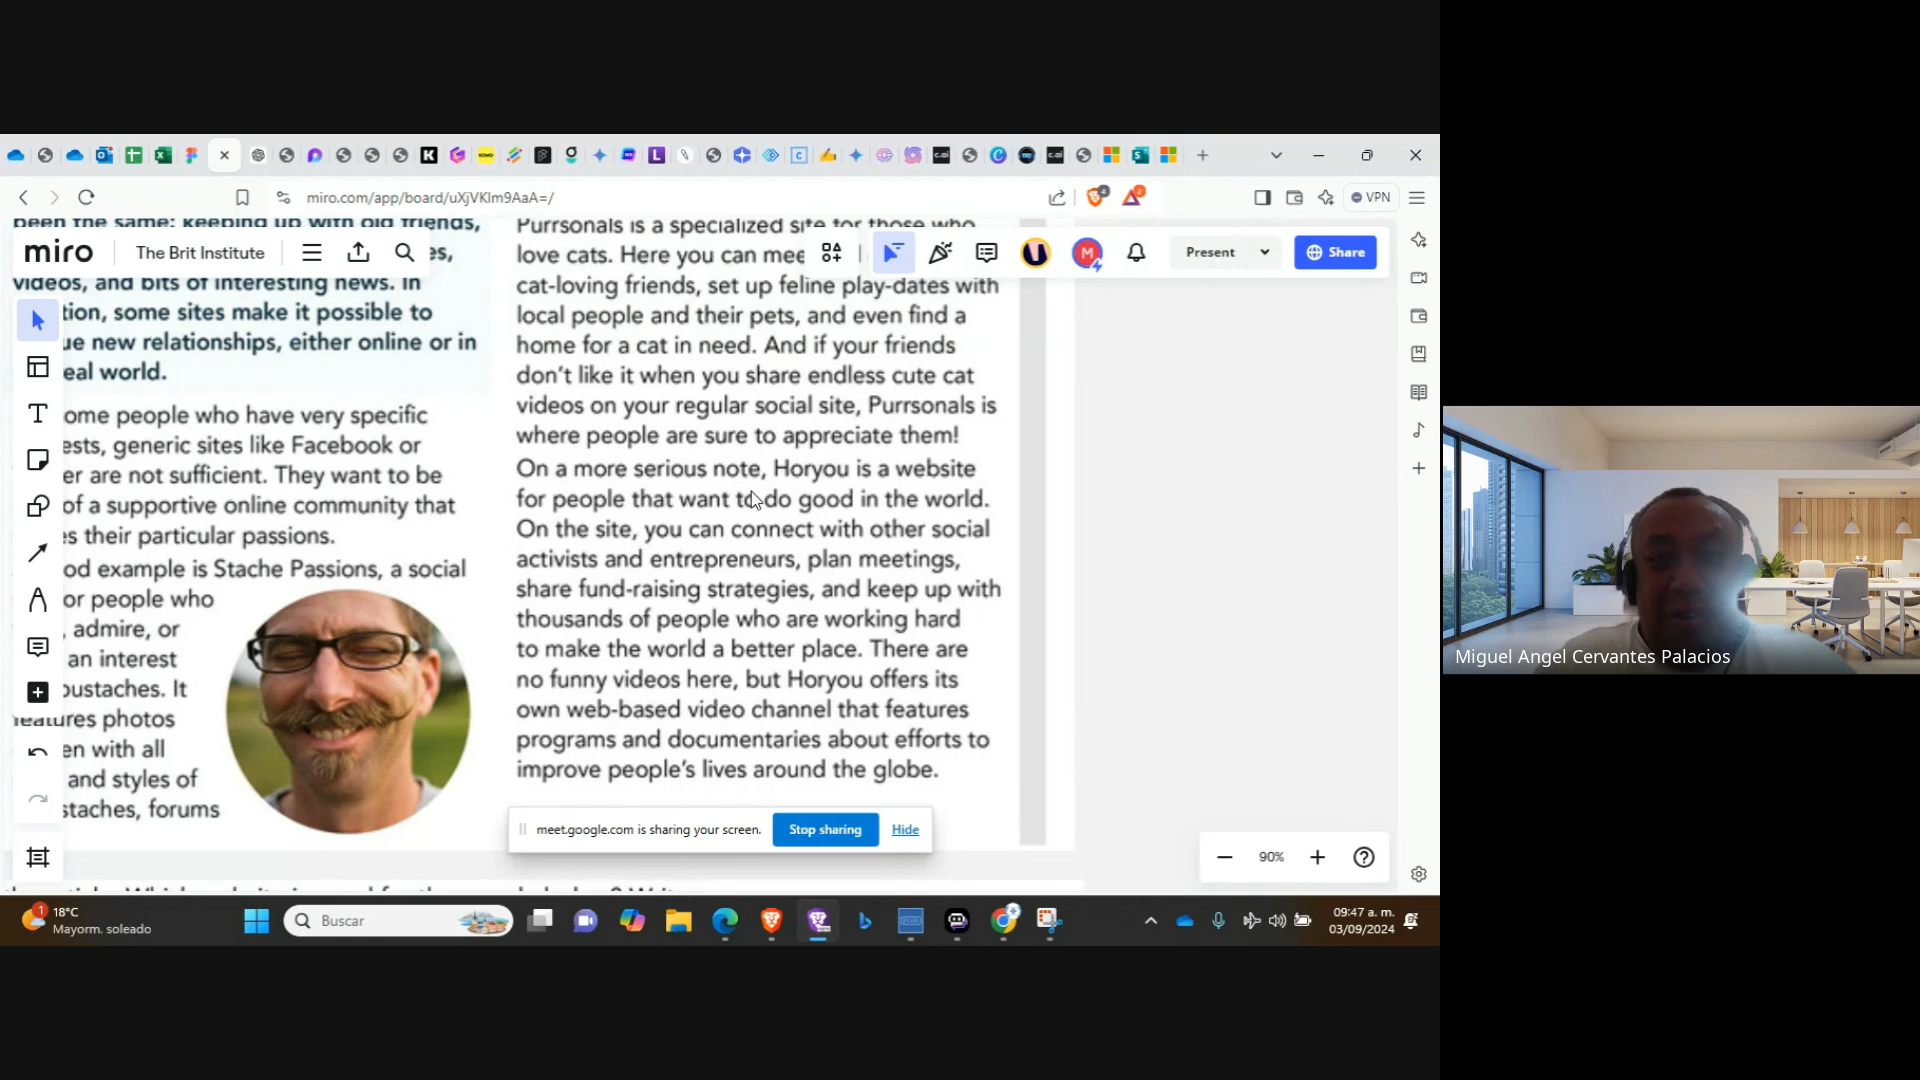 miro.com/app/board/uXjVKlm9AaA=/
VPN
been the same: keeping up with old friends,
miro
The Brit Institute
es,
videos, and bits of interesting news. In
tion, some sites make it possible to
ue new relationships, either online or in
eal world.
ome people who have very specific
ests, generic sites like Facebook or
er are not sufficient. They want to be
of a supportive online community that
es their particular passions.
od example is Stache Passions, a social
or people who
, admire, or
an interest
oustaches. It
features photos
en with all
and styles of
staches, forums
Purrsonals is a specialized site for those who
love cats. Here you can mee
cat-loving friends, set up feline play-dates with
local people and their pets, and even find a
home for a cat in need. And if your friends
don't like it when you share endless cute cat
videos on your regular social site, Purrsonals is
where people are sure to appreciate them!
On a more serious note, Horyou is a website
for people that want to do good in the world.
On the site, you can connect with other social
activists and entrepreneurs, plan meetings,
share fund-raising strategies, and keep up with
thousands of people who are working hard
to make the world a better place. There are
no funny videos here, but Horyou offers its
own web-based video channel that features
programs and documentaries about efforts to
improve people's lives around the globe.
M
Present
Share
meet.google.com is sharing your screen.
Stop sharing
Hide
90%
18°C
Mayorm. soleado
Buscar
09:47 a. m.
03/09/2024
Miguel Angel Cervantes Palacios